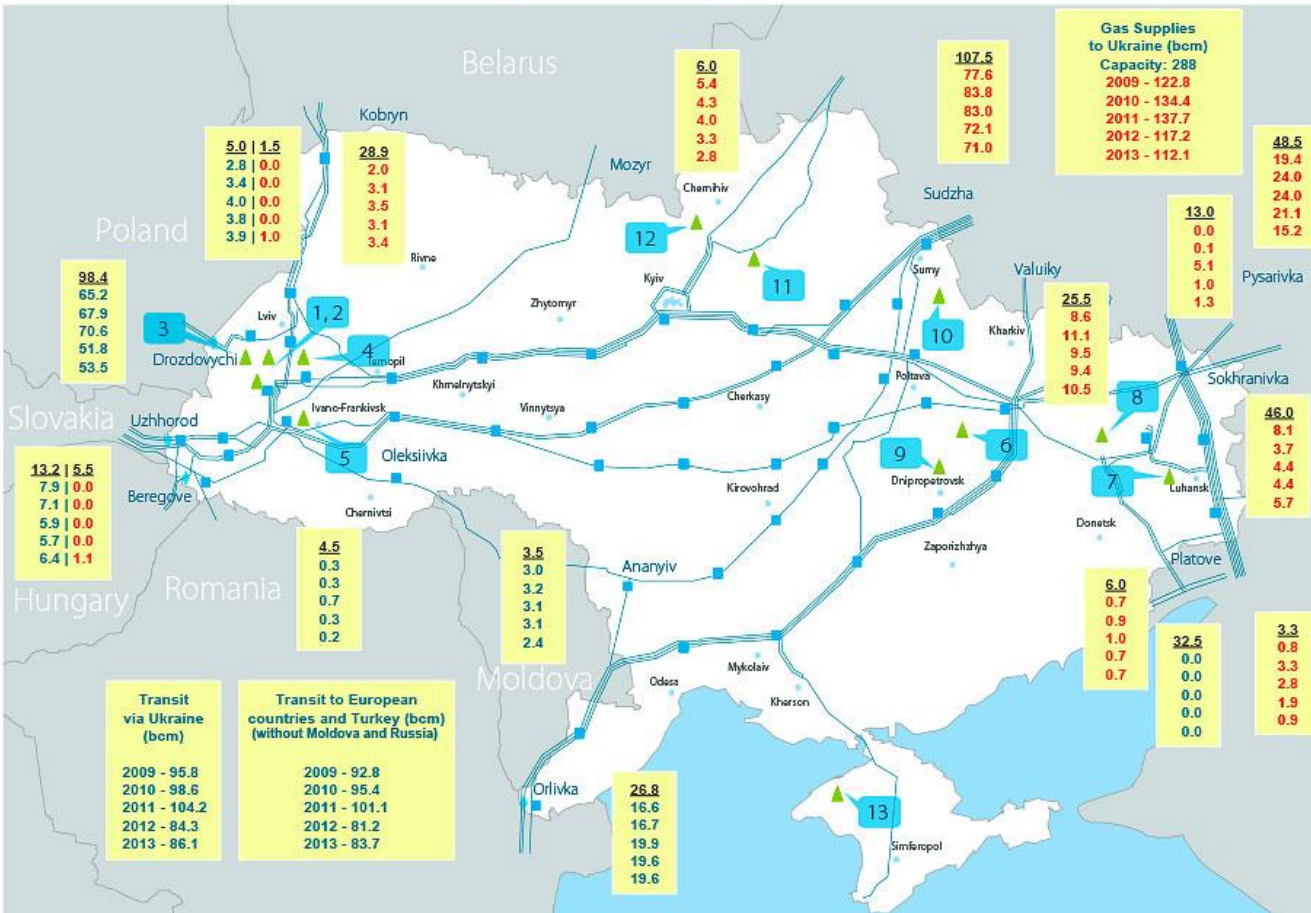 Belarus
Poland
Slovakia
Hungary
Romania
Moldova
Gas Supplies
to Ukraine (bcm)
Capacity: 288
2009 - 122.8
2010 - 134.4
2011 - 137.7
2012 - 117.2
2013 - 112.1
6.0
5.4
4.3
4.0
3.3
2.8
107.5
77.6
83.8
83.0
72.1
71.0
48.5
19.4
24.0
24.0
21.1
15.2
Kobryn
5.0 | 1.5
2.8 | 0.0
3.4 | 0.0
4.0 | 0.0
3.8 | 0.0
3.9 | 1.0
28.9
2.0
3.1
3.5
3.1
3.4
Mozyr
Chernihiv
12
11
Sudzha
Sumy
10
Valuiky
13.0
0.0
0.1
5.1
1.0
1.3
Pysarivka
98.4
65.2
67.9
70.6
51.8
53.5
Rivne
Kyiv
Zhytomyr
Lviv
1, 2
3
Drozdovychi
4
Ternopil
Khmelnytskyi
Vinnytsya
Cherkasy
Poltava
Kharkiv
25.5
8.6
11.1
9.5
9.4
10.5
Sokhranivka
8
46.0
8.1
3.7
4.4
4.4
5.7
Uzhhorod
Ivano-Frankivsk
5
Oleksiivka
Beregove
Chernivtsi
13.2 | 5.5
7.9 | 0.0
7.1 | 0.0
5.9 | 0.0
5.7 | 0.0
6.4 | 1.1
Kirovohrad
9
Dnipropetrovsk
6
7
Luhansk
Donetsk
Zaporizhzhya
Platove
4.5
0.3
0.3
0.7
0.3
0.2
3.5
3.0
3.2
3.1
3.1
2.4
Ananyiv
Mykolaiv
Odesa
Kherson
6.0
0.7
0.9
1.0
0.7
0.7
32.5
0.0
0.0
0.0
0.0
0.0
3.3
0.8
3.3
2.8
1.9
0.9
Transit
via Ukraine
(bcm)
2009 - 95.8
2010 - 98.6
2011 - 104.2
2012 - 84.3
2013 - 86.1
Transit to European
countries and Turkey (bcm)
(without Moldova and Russia)
2009 - 92.8
2010 - 95.4
2011 - 101.1
2012 - 81.2
2013 - 83.7
Orlivka
26.8
16.6
16.7
19.9
19.6
19.6
13
Simferopol